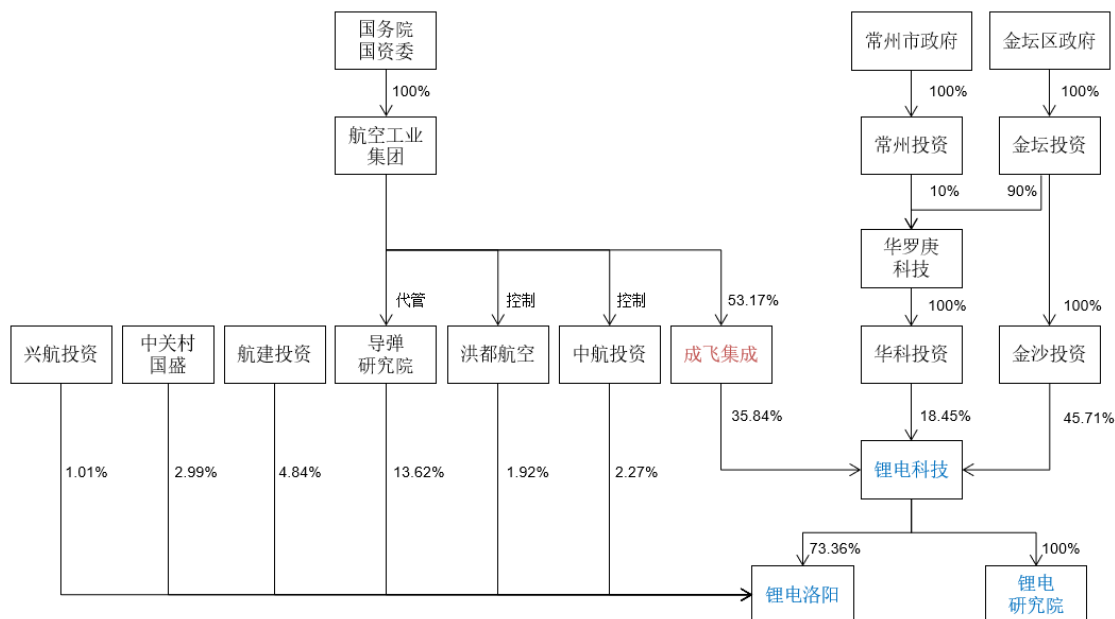 国务院
国资委
常州市政府
金坛区政府
100%
100%
100%
航空工业
集团
常州投资
金坛投资
10%
90%
华罗庚
科技
代管
控制
控制
53.17%
100%
100%
兴航投资
中关村
国盛
航建投资
导弹
研究院
洪都航空
中航投资
成飞集成
华科投资
金沙投资
35.84%
18.45%
45.71%
1.01%
2.99%
4.84%
13.62%
1.92%
2.27%
锂电科技
73.36%
100%
锂电洛阳
锂电
研究院